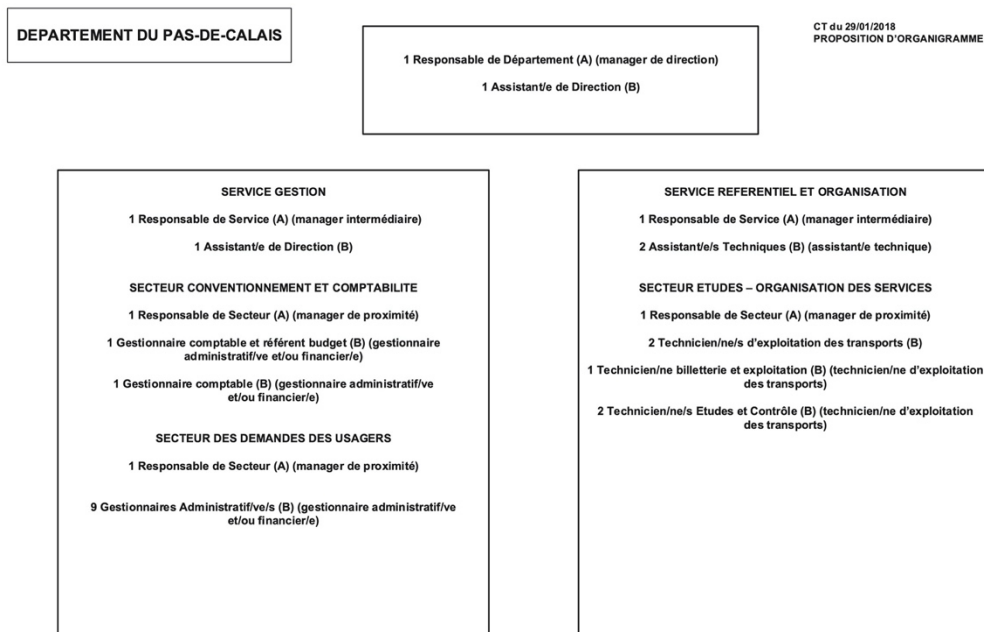 DEPARTEMENT DU PAS-DE-CALAIS
CT du 29/01/2018
PROPOSITION D'ORGANIGRAMME
1 Responsable de Département (A) (manager de direction)
1 Assistant/e de Direction (B)
SERVICE GESTION
1 Responsable de Service (A) (manager intermédiaire)
1 Assistant/e de Direction (B)
SECTEUR CONVENTIONNEMENT ET COMPTABILITE
1 Responsable de Secteur (A) (manager de proximité)
1 Gestionnaire comptable et référent budget (B) (gestionnaire
administratif/ve et/ou financier/e)
1 Gestionnaire comptable (B) (gestionnaire administratif/ve
et/ou financier/e)
SECTEUR DES DEMANDES DES USAGERS
1 Responsable de Secteur (A) (manager de proximité)
9 Gestionnaires Administratif/ve/s (B) (gestionnaire administratif/ve
et/ou financier/e)
SERVICE REFERENTIEL ET ORGANISATION
1 Responsable de Service (A) (manager intermédiaire)
2 Assistant/e/s Techniques (B) (assistant/e technique)
SECTEUR ETUDES – ORGANISATION DES SERVICES
1 Responsable de Secteur (A) (manager de proximité)
2 Technicien/ne/s d'exploitation des transports (B)
1 Technicien/ne billetterie et exploitation (B) (technicien/ne d'exploitation
des transports)
2 Technicien/ne/s Etudes et Contrôle (B) (technicien/ne d'exploitation
des transports)